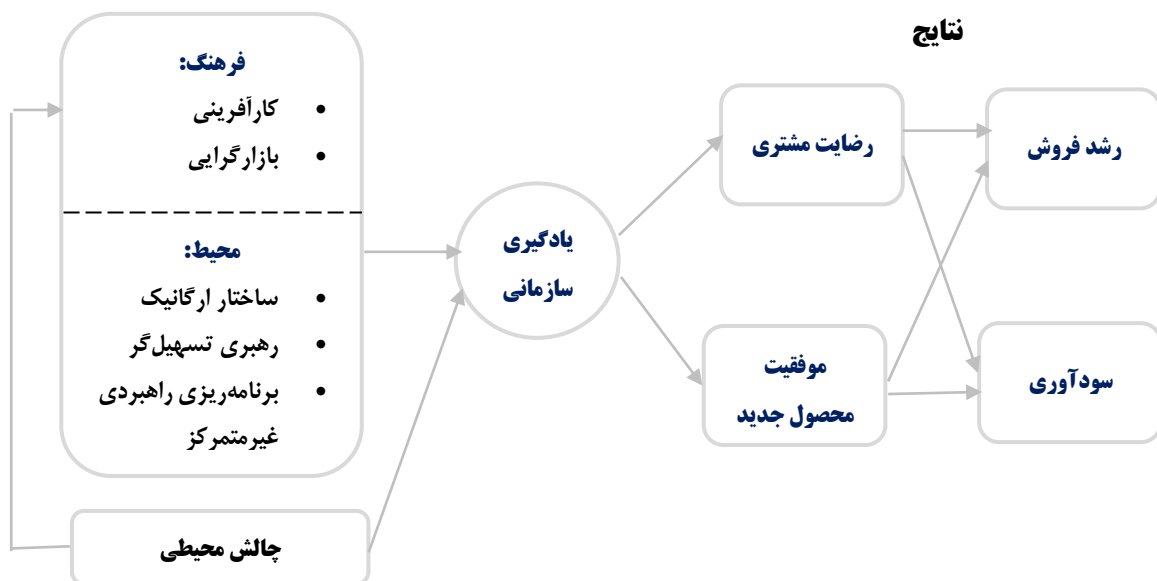 نتایج
فرهنگ:
• کارآفرینی
• بازارگرایی
محیط:
• ساختار ارگانیک
• رهبری تسهیل‌گر
• برنامه‌ریزی راهبردی
غیرمتمرکز
چالش محیطی
یادگیری
سازمانی
رضایت مشتری
موفقیت
محصول جدید
رشد فروش
سودآوری